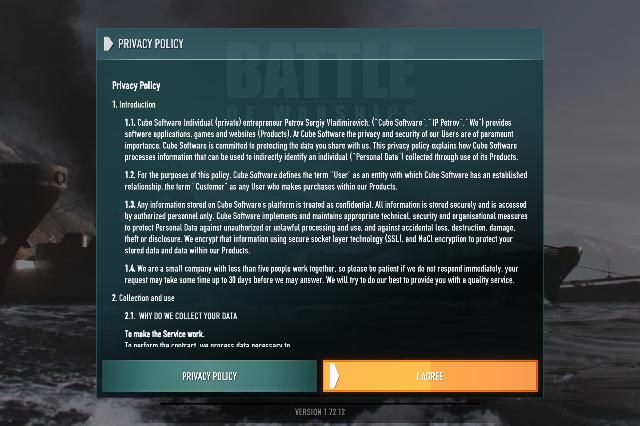 PRIVACY POLICY
BATTLE
OF WARSHIPS
Privacy Policy
1. Introduction
1.1. Cube Software Individual (private) entrepreneur Petrov Sergiy Vladimirovich, ("Cube Software", "IP Petrov", "We") provides
software applications, games and websites (Products). At Cube Software the privacy and security of our Users are of paramount
importance. Cube Software is committed to protecting the data you share with us. This privacy policy explains how Cube Software
processes information that can be used to indirectly identify an individual ("Personal Data") collected through use of its Products.
1.2. For the purposes of this policy, Cube Software defines the term "User" as an entity with which Cube Software has an established
relationship, the term "Customer" as any User who makes purchases within our Products.
1.3. Any information stored on Cube Software's platform is treated as confidential. All information is stored securely and is accessed
by authorized personnel only. Cube Software implements and maintains appropriate technical, security and organisational measures
to protect Personal Data against unauthorized or unlawful processing and use, and against accidental loss, destruction, damage,
theft or disclosure. We encrypt that information using secure socket layer technology (SSL), and NaCl encryption to protect your
stored data and data within our Products.
1.4. We are a small company with less than five people work together, so please be patient if we do not respond immediately, your
request may take some time up to 30 days before we may answer. We will try to do our best to provide you with a quality service.
2. Collection and use
2.1. WHY DO WE COLLECT YOUR DATA
To make the Service work.
To perform the contract, we process data necessary to
PRIVACY POLICY
I AGREE
VERSION 1.72.12